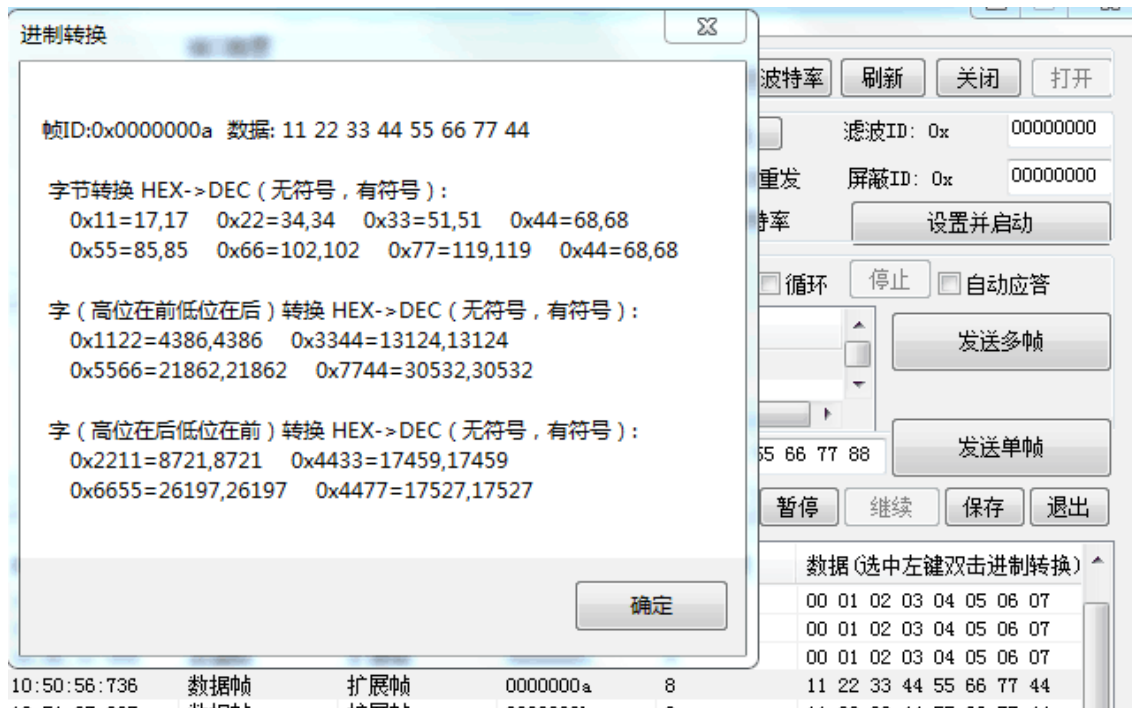 进制转换
帧ID:0x0000000a 数据: 11 22 33 44 55 66 77 44
字节转换 HEX->DEC（无符号，有符号）:
0x11=17,17 0x22=34,34 0x33=51,51 0x44=68,68
0x55=85,85 0x66=102,102 0x77=119,119 0x44=68,68
字（高位在前低位在后）转换 HEX->DEC（无符号，有符号）:
0x1122=4386,4386 0x3344=13124,13124
0x5566=21862,21862 0x7744=30532,30532
字（高位在后低位在前）转换 HEX->DEC（无符号，有符号）:
0x2211=8721,8721 0x4433=17459,17459
0x6655=26197,26197 0x4477=17527,17527
确定
波特率 刷新 关闭 打开
滤波ID: 0x 00000000
重发 屏蔽ID: 0x 00000000
特率 设置并启动
循环 停止 自动应答
发送多帧
55 66 77 88 发送单帧
暂停 继续 保存 退出
数据(选中左键双击进制转换)
00 01 02 03 04 05 06 07
00 01 02 03 04 05 06 07
00 01 02 03 04 05 06 07
10:50:56:736 数据帧 扩展帧 0000000a 8 11 22 33 44 55 66 77 44